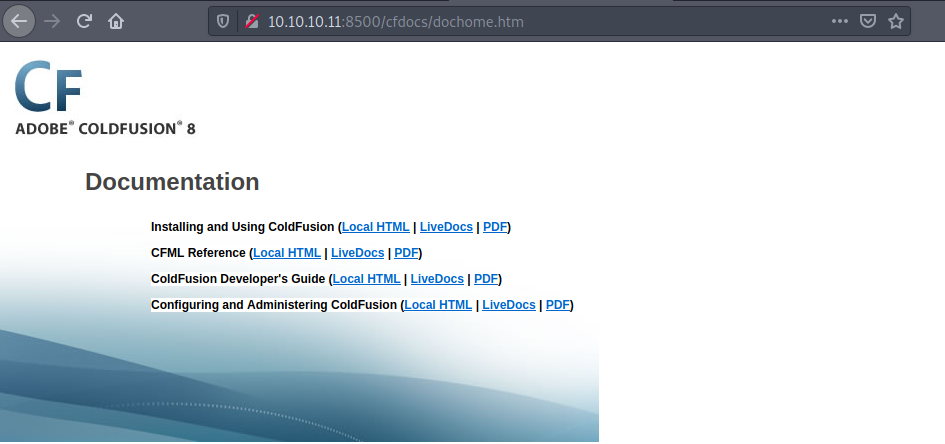 10.10.10.11:8500/cfdocs/dochome.htm
CF
ADOBE® COLDFUSION® 8
Documentation
Installing and Using ColdFusion (Local HTML | LiveDocs | PDF)
CFML Reference (Local HTML | LiveDocs | PDF)
ColdFusion Developer's Guide (Local HTML | LiveDocs | PDF)
Configuring and Administering ColdFusion (Local HTML | LiveDocs | PDF)